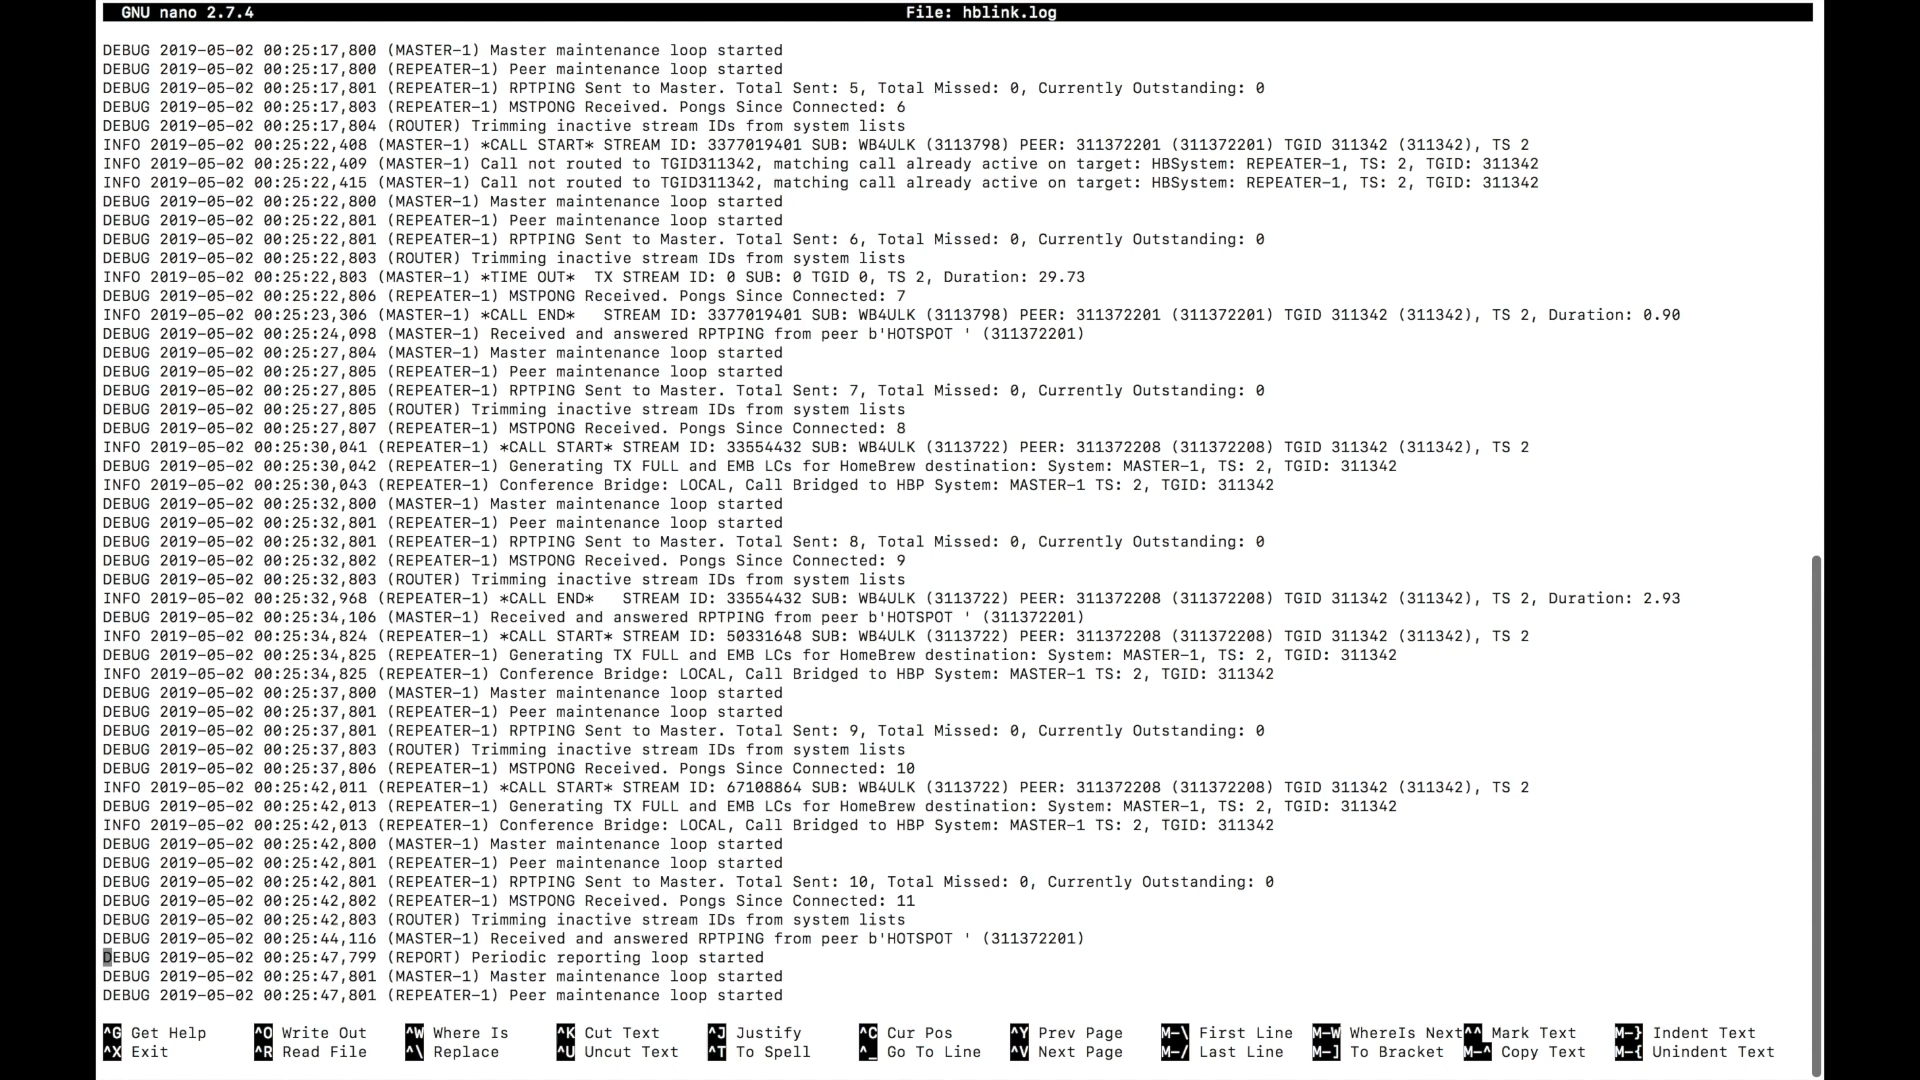 GNU nano 2.7.4 File: hblink.log
DEBUG 2019-05-02 00:25:17,800 (MASTER-1) Master maintenance loop started
DEBUG 2019-05-02 00:25:17,800 (REPEATER-1) Peer maintenance loop started
DEBUG 2019-05-02 00:25:17,801 (REPEATER-1) RPTPING Sent to Master. Total Sent: 5, Total Missed: 0, Currently Outstanding: 0
DEBUG 2019-05-02 00:25:17,803 (REPEATER-1) MSTPONG Received. Pongs Since Connected: 6
DEBUG 2019-05-02 00:25:17,804 (ROUTER) Trimming inactive stream IDs from system lists
INFO 2019-05-02 00:25:22,408 (MASTER-1) *CALL START* STREAM ID: 3377019401 SUB: WB4ULK (3113798) PEER: 311372201 (311372201) TGID 311342 (311342), TS 2
INFO 2019-05-02 00:25:22,409 (MASTER-1) Call not routed to TGID311342, matching call already active on target: HBSystem: REPEATER-1, TS: 2, TGID: 311342
INFO 2019-05-02 00:25:22,415 (MASTER-1) Call not routed to TGID311342, matching call already active on target: HBSystem: REPEATER-1, TS: 2, TGID: 311342
DEBUG 2019-05-02 00:25:22,800 (MASTER-1) Master maintenance loop started
DEBUG 2019-05-02 00:25:22,801 (REPEATER-1) Peer maintenance loop started
DEBUG 2019-05-02 00:25:22,801 (REPEATER-1) RPTPING Sent to Master. Total Sent: 6, Total Missed: 0, Currently Outstanding: 0
DEBUG 2019-05-02 00:25:22,803 (ROUTER) Trimming inactive stream IDs from system lists
INFO 2019-05-02 00:25:22,803 (MASTER-1) *TIME OUT*  TX STREAM ID: 0 SUB: 0 TGID 0, TS 2, Duration: 29.73
DEBUG 2019-05-02 00:25:22,806 (REPEATER-1) MSTPONG Received. Pongs Since Connected: 7
INFO 2019-05-02 00:25:23,306 (MASTER-1) *CALL END*   STREAM ID: 3377019401 SUB: WB4ULK (3113798) PEER: 311372201 (311372201) TGID 311342 (311342), TS 2, Duration: 0.90
DEBUG 2019-05-02 00:25:24,098 (MASTER-1) Received and answered RPTPING from peer b'HOTSPOT ' (311372201)
DEBUG 2019-05-02 00:25:27,804 (MASTER-1) Master maintenance loop started
DEBUG 2019-05-02 00:25:27,805 (REPEATER-1) Peer maintenance loop started
DEBUG 2019-05-02 00:25:27,805 (REPEATER-1) RPTPING Sent to Master. Total Sent: 7, Total Missed: 0, Currently Outstanding: 0
DEBUG 2019-05-02 00:25:27,805 (ROUTER) Trimming inactive stream IDs from system lists
DEBUG 2019-05-02 00:25:27,807 (REPEATER-1) MSTPONG Received. Pongs Since Connected: 8
INFO 2019-05-02 00:25:30,041 (REPEATER-1) *CALL START* STREAM ID: 33554432 SUB: WB4ULK (3113722) PEER: 311372208 (311372208) TGID 311342 (311342), TS 2
DEBUG 2019-05-02 00:25:30,042 (REPEATER-1) Generating TX FULL and EMB LCs for HomeBrew destination: System: MASTER-1, TS: 2, TGID: 311342
INFO 2019-05-02 00:25:30,043 (REPEATER-1) Conference Bridge: LOCAL, Call Bridged to HBP System: MASTER-1 TS: 2, TGID: 311342
DEBUG 2019-05-02 00:25:32,800 (MASTER-1) Master maintenance loop started
DEBUG 2019-05-02 00:25:32,801 (REPEATER-1) Peer maintenance loop started
DEBUG 2019-05-02 00:25:32,801 (REPEATER-1) RPTPING Sent to Master. Total Sent: 8, Total Missed: 0, Currently Outstanding: 0
DEBUG 2019-05-02 00:25:32,802 (REPEATER-1) MSTPONG Received. Pongs Since Connected: 9
DEBUG 2019-05-02 00:25:32,803 (ROUTER) Trimming inactive stream IDs from system lists
INFO 2019-05-02 00:25:32,968 (REPEATER-1) *CALL END*   STREAM ID: 33554432 SUB: WB4ULK (3113722) PEER: 311372208 (311372208) TGID 311342 (311342), TS 2, Duration: 2.93
DEBUG 2019-05-02 00:25:34,106 (MASTER-1) Received and answered RPTPING from peer b'HOTSPOT ' (311372201)
INFO 2019-05-02 00:25:34,824 (REPEATER-1) *CALL START* STREAM ID: 50331648 SUB: WB4ULK (3113722) PEER: 311372208 (311372208) TGID 311342 (311342), TS 2
DEBUG 2019-05-02 00:25:34,825 (REPEATER-1) Generating TX FULL and EMB LCs for HomeBrew destination: System: MASTER-1, TS: 2, TGID: 311342
INFO 2019-05-02 00:25:34,825 (REPEATER-1) Conference Bridge: LOCAL, Call Bridged to HBP System: MASTER-1 TS: 2, TGID: 311342
DEBUG 2019-05-02 00:25:37,800 (MASTER-1) Master maintenance loop started
DEBUG 2019-05-02 00:25:37,801 (REPEATER-1) Peer maintenance loop started
DEBUG 2019-05-02 00:25:37,801 (REPEATER-1) RPTPING Sent to Master. Total Sent: 9, Total Missed: 0, Currently Outstanding: 0
DEBUG 2019-05-02 00:25:37,803 (ROUTER) Trimming inactive stream IDs from system lists
DEBUG 2019-05-02 00:25:37,806 (REPEATER-1) MSTPONG Received. Pongs Since Connected: 10
INFO 2019-05-02 00:25:42,011 (REPEATER-1) *CALL START* STREAM ID: 67108864 SUB: WB4ULK (3113722) PEER: 311372208 (311372208) TGID 311342 (311342), TS 2
DEBUG 2019-05-02 00:25:42,013 (REPEATER-1) Generating TX FULL and EMB LCs for HomeBrew destination: System: MASTER-1, TS: 2, TGID: 311342
INFO 2019-05-02 00:25:42,013 (REPEATER-1) Conference Bridge: LOCAL, Call Bridged to HBP System: MASTER-1 TS: 2, TGID: 311342
DEBUG 2019-05-02 00:25:42,800 (MASTER-1) Master maintenance loop started
DEBUG 2019-05-02 00:25:42,801 (REPEATER-1) Peer maintenance loop started
DEBUG 2019-05-02 00:25:42,801 (REPEATER-1) RPTPING Sent to Master. Total Sent: 10, Total Missed: 0, Currently Outstanding: 0
DEBUG 2019-05-02 00:25:42,802 (REPEATER-1) MSTPONG Received. Pongs Since Connected: 11
DEBUG 2019-05-02 00:25:42,803 (ROUTER) Trimming inactive stream IDs from system lists
DEBUG 2019-05-02 00:25:44,116 (MASTER-1) Received and answered RPTPING from peer b'HOTSPOT ' (311372201)
DEBUG 2019-05-02 00:25:47,799 (REPORT) Periodic reporting loop started
DEBUG 2019-05-02 00:25:47,801 (MASTER-1) Master maintenance loop started
DEBUG 2019-05-02 00:25:47,801 (REPEATER-1) Peer maintenance loop started
^G Get Help ^O Write Out ^W Where Is ^K Cut Text ^J Justify ^C Cur Pos ^Y Prev Page M-\ First Line M-W WhereIs Next ^^ Mark Text M-} Indent Text
^X Exit ^R Read File ^\ Replace ^U Uncut Text ^T To Spell ^_ Go To Line ^V Next Page M-/ Last Line M-] To Bracket M-^ Copy Text M-{ Unindent Text